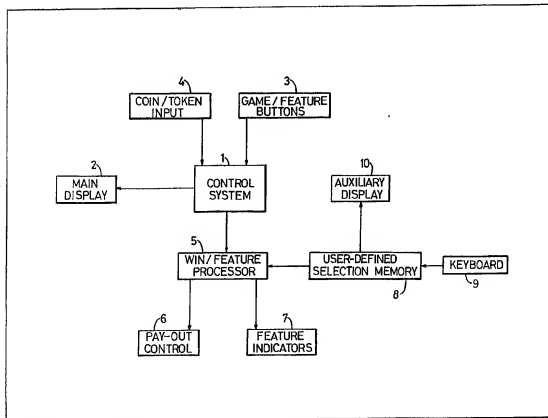 4
COIN/TOKEN
INPUT
3
GAME/FEATURE
BUTTONS
2
MAIN
DISPLAY
1
CONTROL
SYSTEM
10
AUXILIARY
DISPLAY
5
WIN/FEATURE
PROCESSOR
USER-DEFINED
SELECTION MEMORY
8
KEYBOARD
9
6
PAY-OUT
CONTROL
7
FEATURE
INDICATORS